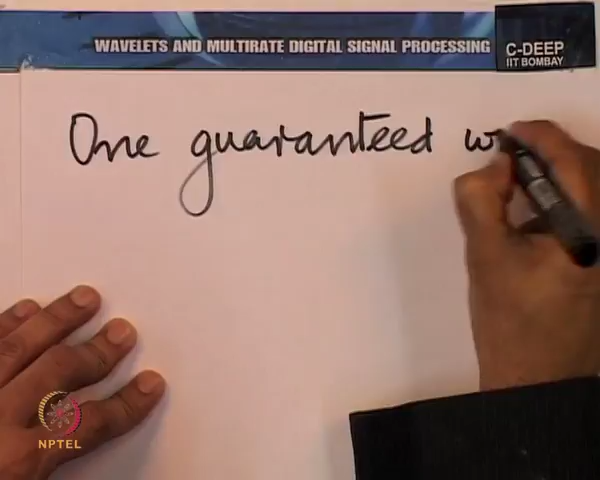 WAVELETS AND MULTIRATE DIGITAL SIGNAL PROCESSING
C-DEEP
IIT BOMBAY
One guaranteed w
NPTEL